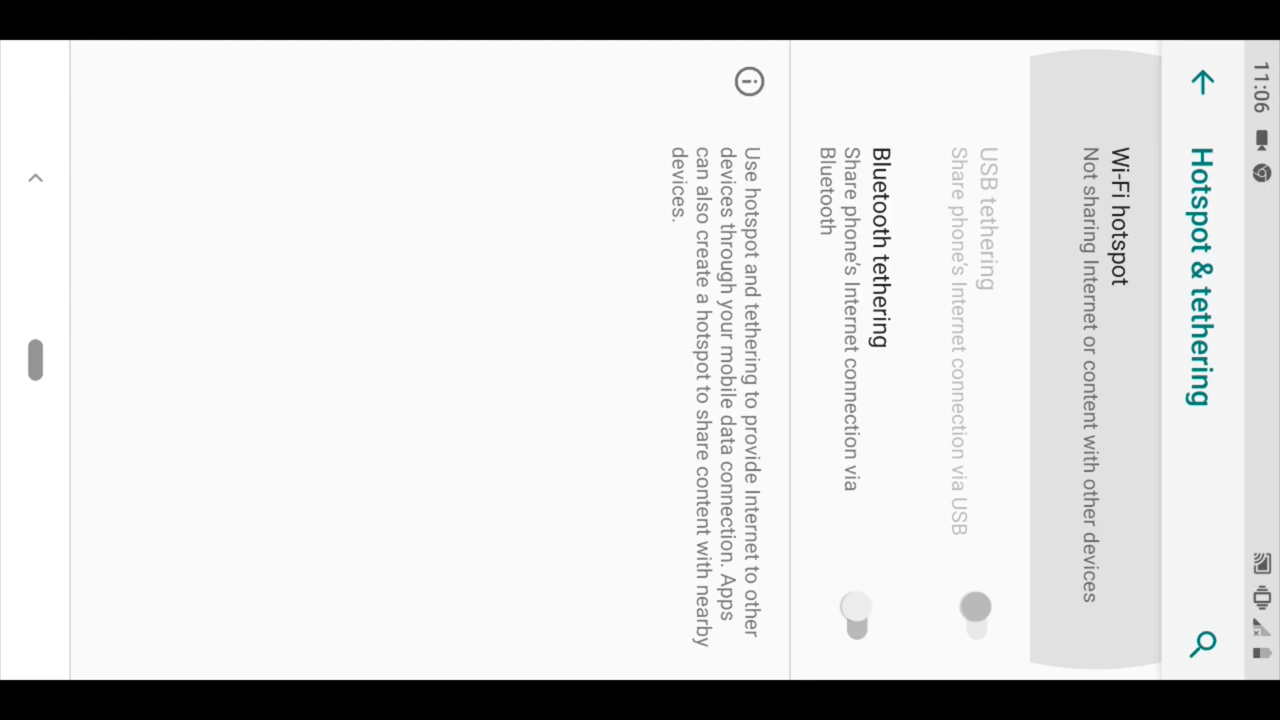 11:06
Hotspot & tethering
Wi-Fi hotspot
Not sharing Internet or content with other devices
USB tethering
Share phone's Internet connection via USB
Bluetooth tethering
Share phone's Internet connection via
Bluetooth
Use hotspot and tethering to provide Internet to other
devices through your mobile data connection. Apps
can also create a hotspot to share content with nearby
devices.